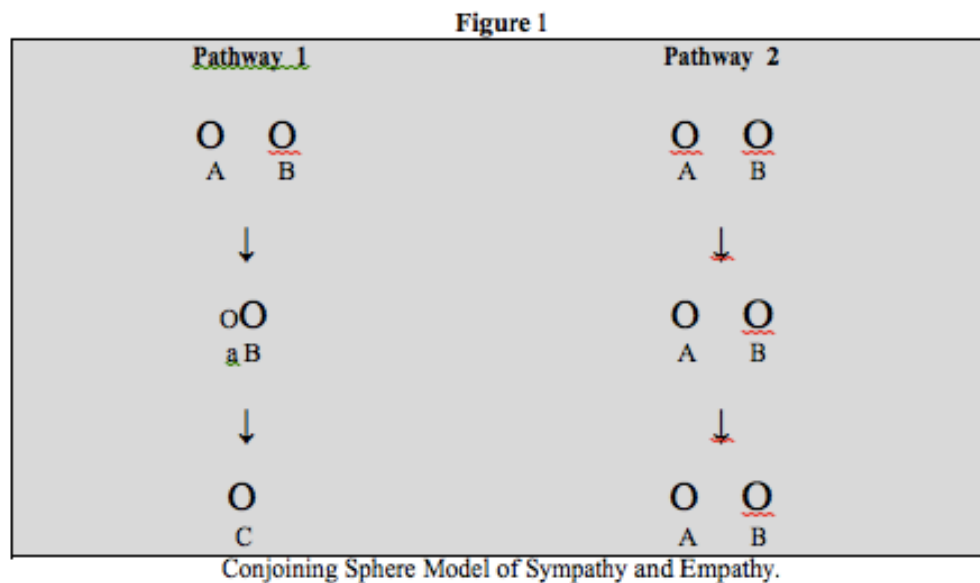 Figure 1
Pathway 1 Pathway 2
O O O O
A B A B
↓ ↓
oO O O
a B A B
↓ ↓
O O O
C A B
Conjoining Sphere Model of Sympathy and Empathy.